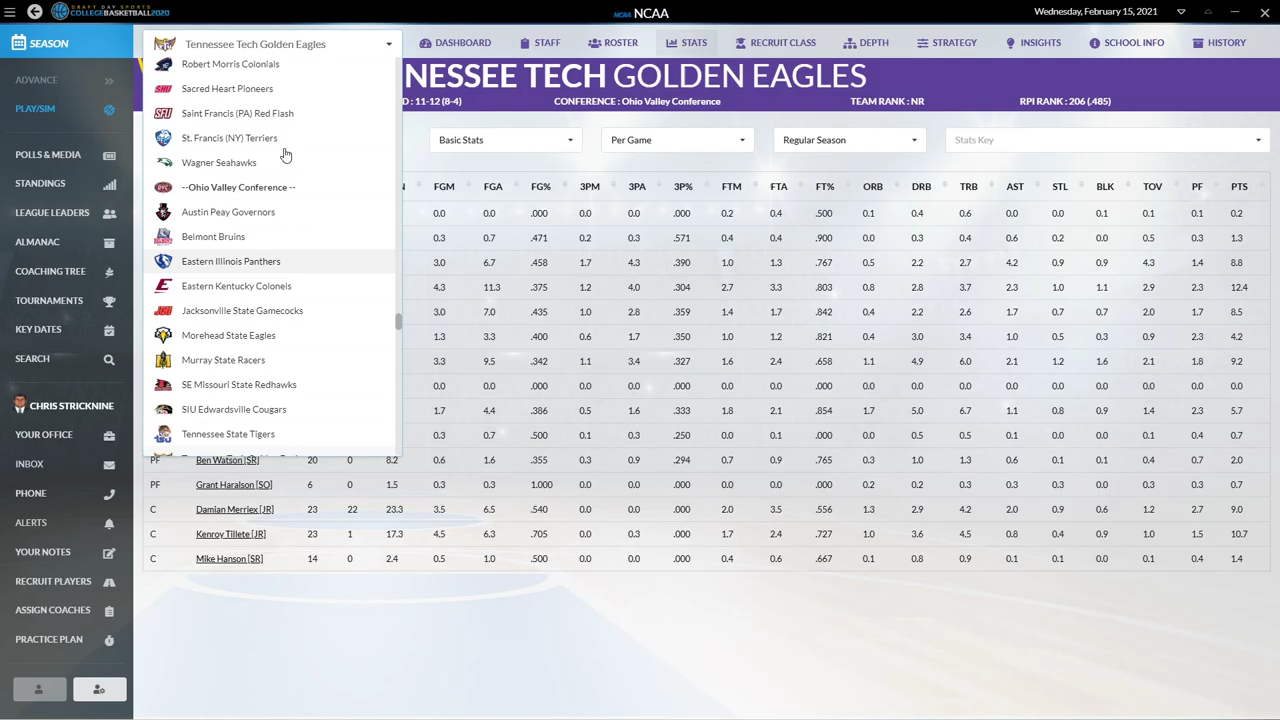 DRAFT DAY SPORTS
COLLEGE BASKETBALL 2020
NCAA NCAA
Wednesday, February 15, 2021
SEASON
ADVANCE
PLAY/SIM
POLLS & MEDIA
STANDINGS
LEAGUE LEADERS
ALMANAC
COACHING TREE
TOURNAMENTS
KEY DATES
SEARCH
CHRIS STRICKNINE
YOUR OFFICE
INBOX
PHONE
ALERTS
YOUR NOTES
RECRUIT PLAYERS
ASSIGN COACHES
PRACTICE PLAN
Tennessee Tech Golden Eagles
Robert Morris Colonials
Sacred Heart Pioneers
Saint Francis (PA) Red Flash
St. Francis (NY) Terriers
Wagner Seahawks
--Ohio Valley Conference --
Austin Peay Governors
Belmont Bruins
Eastern Illinois Panthers
Eastern Kentucky Colonels
Jacksonville State Gamecocks
Morehead State Eagles
Murray State Racers
SE Missouri State Redhawks
SIU Edwardsville Cougars
Tennessee State Tigers
DASHBOARD STAFF ROSTER STATS RECRUIT CLASS DEPTH STRATEGY INSIGHTS SCHOOL INFO HISTORY
NESSEE TECH GOLDEN EAGLES
D : 11-12 (8-4) CONFERENCE : Ohio Valley Conference TEAM RANK : NR RPI RANK : 206 (.485)
Basic Stats Per Game Regular Season Stats Key
N FGM FGA FG% 3PM 3PA 3P% FTM FTA FT% ORB DRB TRB AST STL BLK TOV PF PTS
0.0 0.0 .000 0.0 0.0 .000 0.2 0.4 .500 0.1 0.4 0.6 0.0 0.0 0.1 0.1 0.1 0.2
0.3 0.7 .471 0.2 0.3 .571 0.4 0.4 .900 0.0 0.3 0.4 0.6 0.2 0.0 0.5 0.3 1.3
3.0 6.7 .458 1.7 4.3 .390 1.0 1.3 .767 0.5 2.2 2.7 4.2 0.9 0.9 4.3 1.4 8.8
4.3 11.3 .375 1.2 4.0 .304 2.7 3.3 .803 0.8 2.8 3.7 2.3 1.0 1.1 2.9 2.3 12.4
3.0 7.0 .435 1.0 2.8 .359 1.4 1.7 .842 0.4 2.0 2.4 1.7 0.7 0.7 2.0 1.7 8.5
1.3 3.3 .400 0.6 1.7 .350 1.0 1.2 .821 0.4 3.0 3.4 1.1 0.5 0.3 0.9 2.3 4.2
3.3 9.5 .342 1.1 3.4 .327 1.6 2.4 .658 1.1 4.9 6.0 2.1 1.2 1.6 2.1 1.8 9.2
0.0 0.0 .000 0.0 0.0 .000 0.0 0.0 .000 0.0 0.0 0.0 0.0 0.0 0.0 0.0 0.0 0.0
1.7 4.4 .386 0.5 1.6 .333 1.8 2.1 .854 1.7 5.0 6.7 1.1 0.8 0.9 1.4 2.3 5.7
0.3 0.7 .500 0.1 0.3 .250 0.0 0.1 .000 0.0 0.5 0.5 0.1 0.0 0.0 0.1 0.4 0.7
PF Ben Watson [SR] 20 0 8.2 0.6 1.6 .355 0.3 0.9 .294 0.6 0.9 .765 0.3 1.0 1.3 0.6 0.1 0.1 0.4 0.7 2.0
PF Grant Haralson [SO] 6 0 1.5 0.3 0.3 1.000 0.0 0.0 .000 0.0 0.0 .000 0.2 0.2 0.3 0.3 0.0 0.0 0.3 0.3 0.7
C Damian Merriex [JR] 23 22 23.3 3.5 6.5 .540 0.0 0.0 .000 2.0 3.5 .556 1.3 2.9 4.2 0.6 0.9 0.6 1.2 2.7 9.0
C Kenroy Tillete [JR] 23 1 17.3 4.5 6.3 .705 0.0 0.3 .000 1.7 2.4 .727 1.0 3.6 4.5 0.8 0.4 0.9 1.0 1.5 10.7
C Mike Hanson [SR] 14 0 2.4 0.5 1.0 .500 0.0 0.0 .000 0.4 0.6 .667 0.1 0.8 0.9 0.1 0.1 0.1 0.2 0.4 1.4